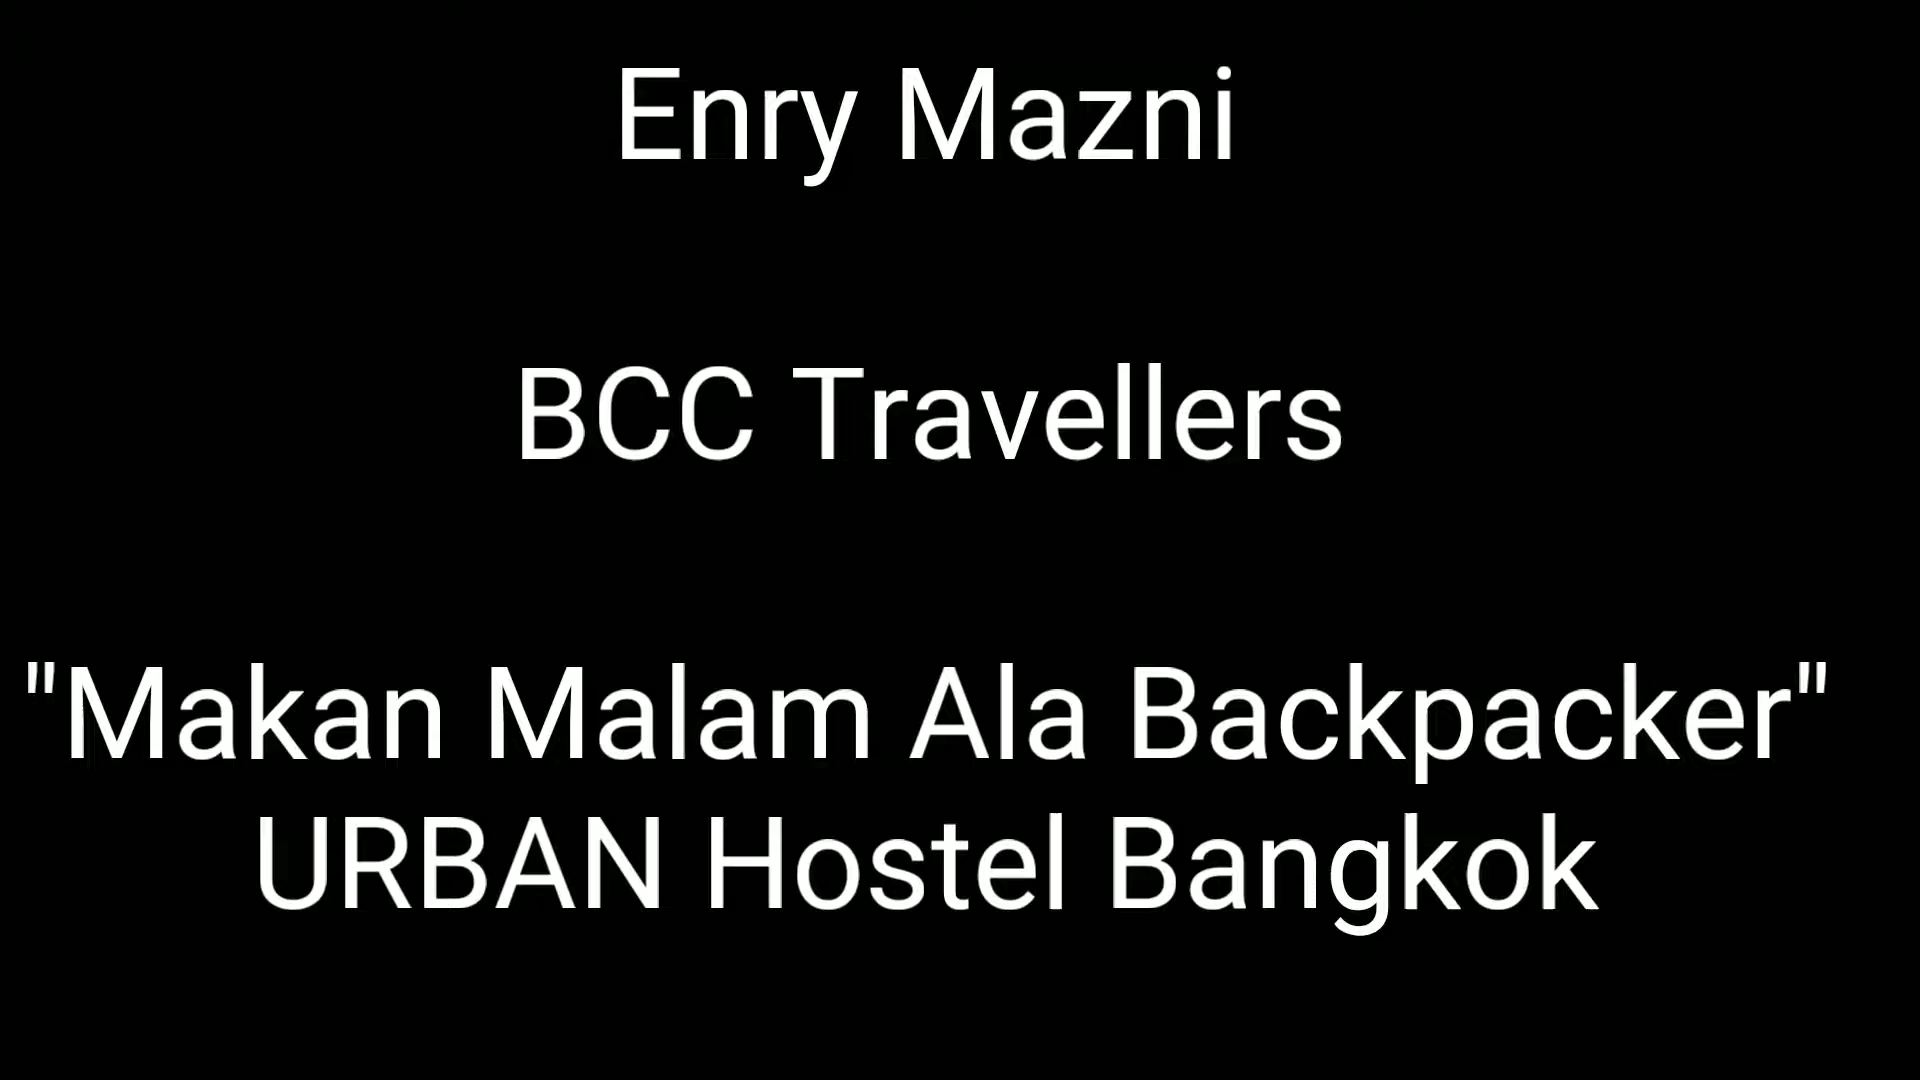 Enry Mazni
BCC Travellers
"Makan Malam Ala Backpacker"
URBAN Hostel Bangkok